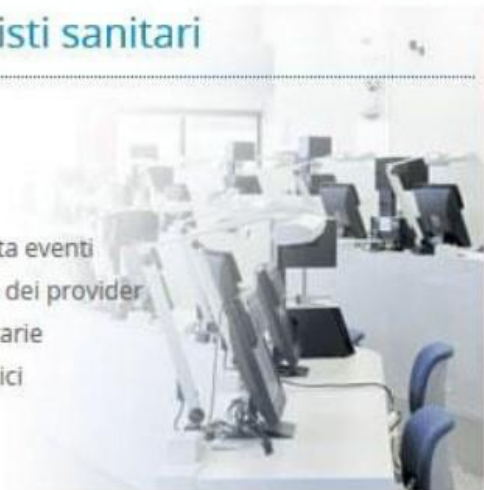 isti sanitari
ta eventi
dei provider
arie
ici